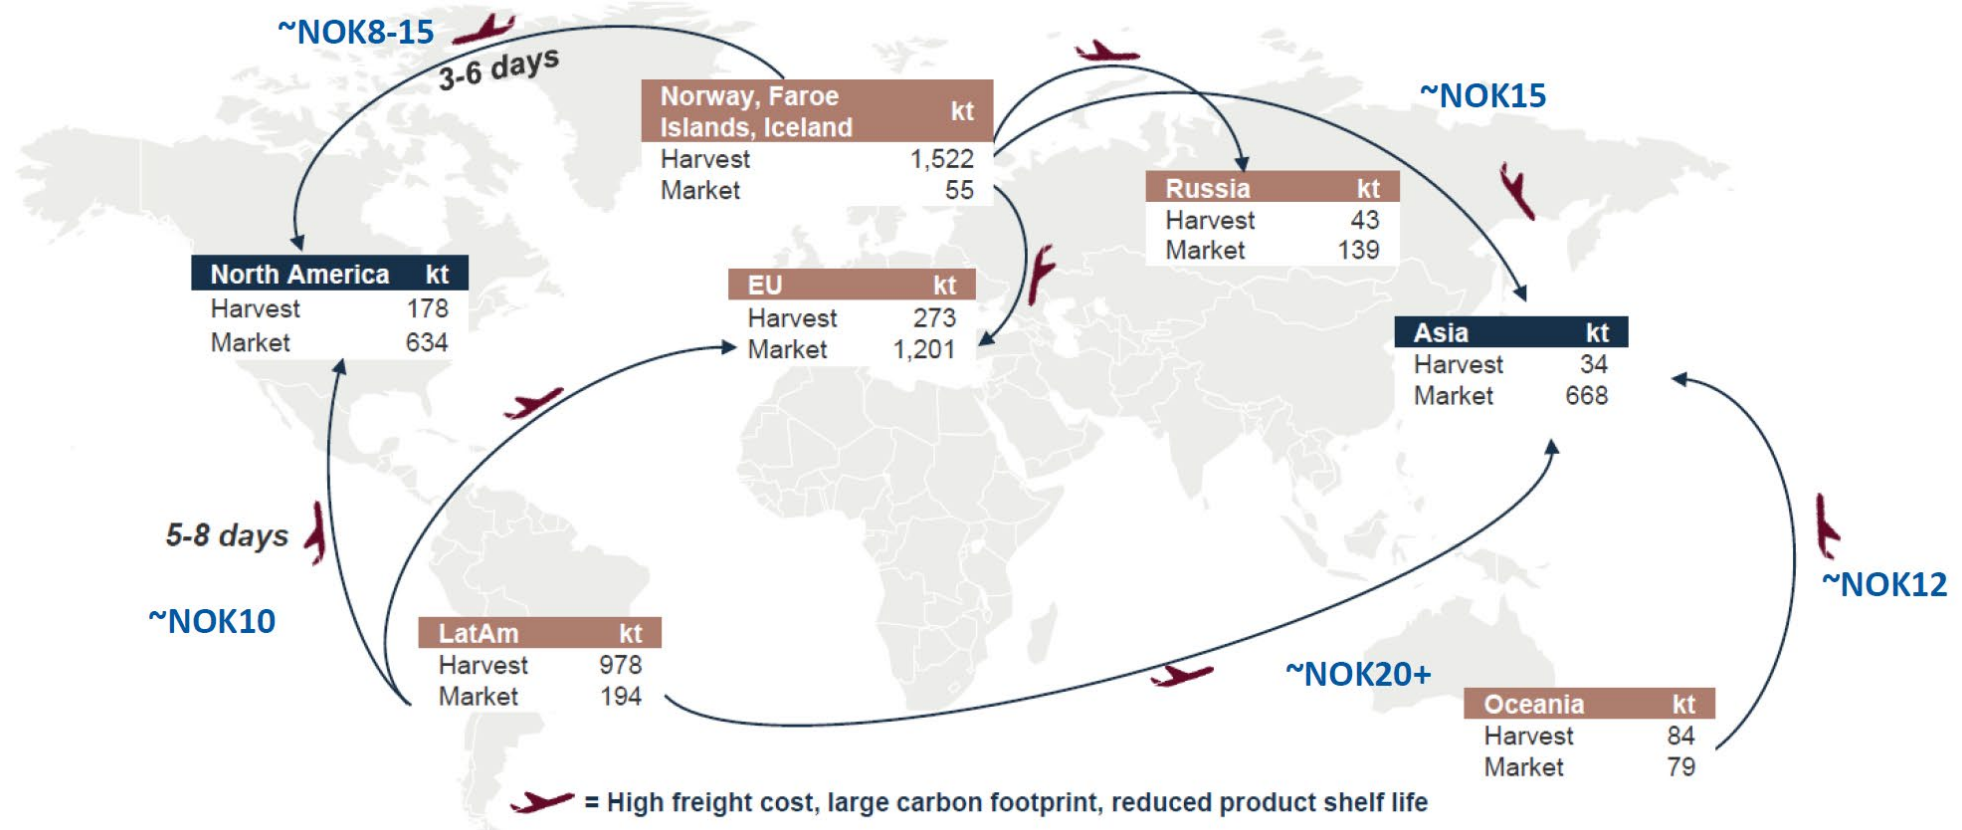 ~NOK8-15
3-6 days
Norway, Faroe Islands, Iceland kt
Harvest 1,522
Market 55
~NOK15
Russia kt
Harvest 43
Market 139
North America kt
Harvest 178
Market 634
EU kt
Harvest 273
Market 1,201
Asia kt
Harvest 34
Market 668
5-8 days
~NOK10
~NOK12
LatAm kt
Harvest 978
Market 194
~NOK20+
Oceania kt
Harvest 84
Market 79
= High freight cost, large carbon footprint, reduced product shelf life